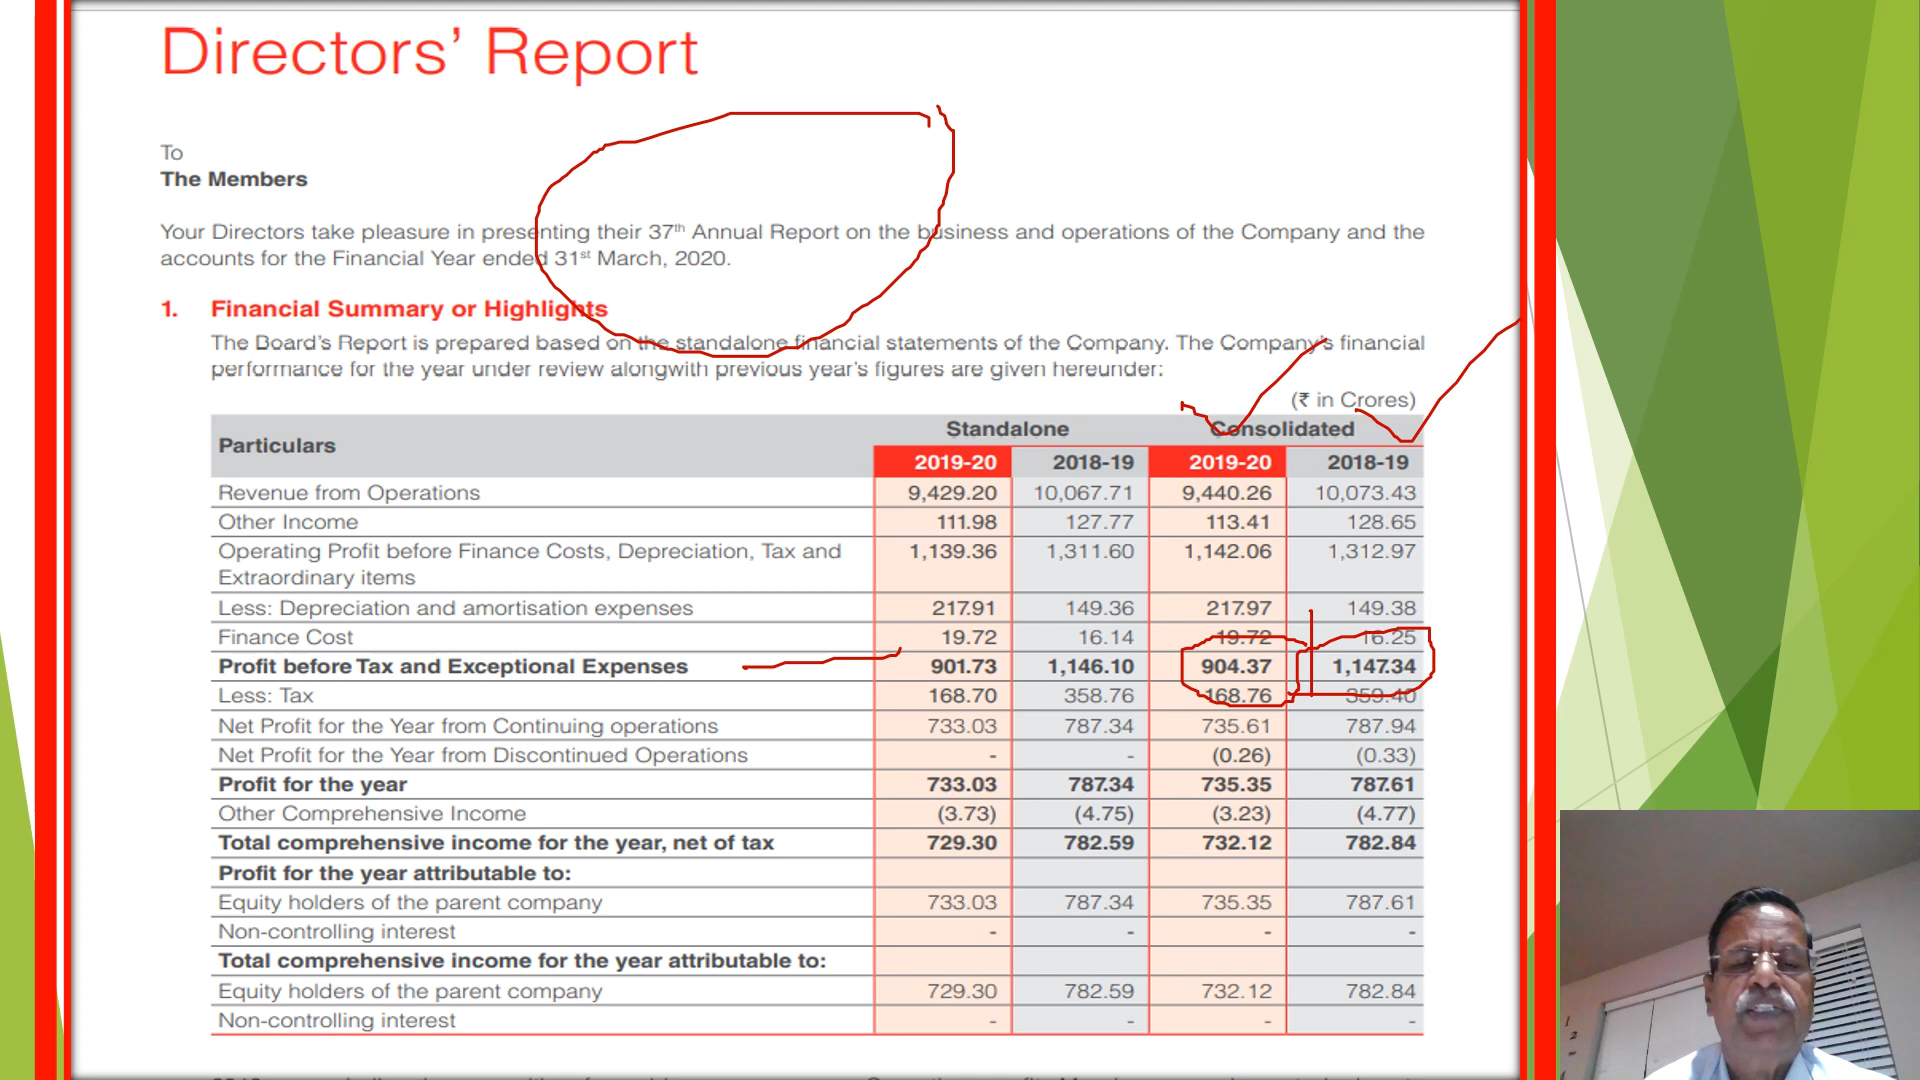 Directors' Report
To
The Members
Your Directors take pleasure in presenting their 37th Annual Report on the business and operations of the Company and the
accounts for the Financial Year ended 31st March, 2020.
1. Financial Summary or Highlights
The Board's Report is prepared based on the standalone financial statements of the Company. The Company's financial
performance for the year under review alongwith previous year's figures are given hereunder:
(₹ in Crores)
Particulars Standalone Consolidated
2019-20 2018-19 2019-20 2018-19
Revenue from Operations 9,429.20 10,067.71 9,440.26 10,073.43
Other Income 111.98 127.77 113.41 128.65
Operating Profit before Finance Costs, Depreciation, Tax and 1,139.36 1,311.60 1,142.06 1,312.97
Extraordinary items
Less: Depreciation and amortisation expenses 217.91 149.36 217.97 149.38
Finance Cost 19.72 16.14 19.72 16.25
Profit before Tax and Exceptional Expenses 901.73 1,146.10 904.37 1,147.34
Less: Tax 168.70 358.76 168.76 359.40
Net Profit for the Year from Continuing operations 733.03 787.34 735.61 787.94
Net Profit for the Year from Discontinued Operations - - (0.26) (0.33)
Profit for the year 733.03 787.34 735.35 787.61
Other Comprehensive Income (3.73) (4.75) (3.23) (4.77)
Total comprehensive income for the year, net of tax 729.30 782.59 732.12 782.84
Profit for the year attributable to:
Equity holders of the parent company 733.03 787.34 735.35 787.61
Non-controlling interest - - - -
Total comprehensive income for the year attributable to:
Equity holders of the parent company 729.30 782.59 732.12 782.84
Non-controlling interest - - - -